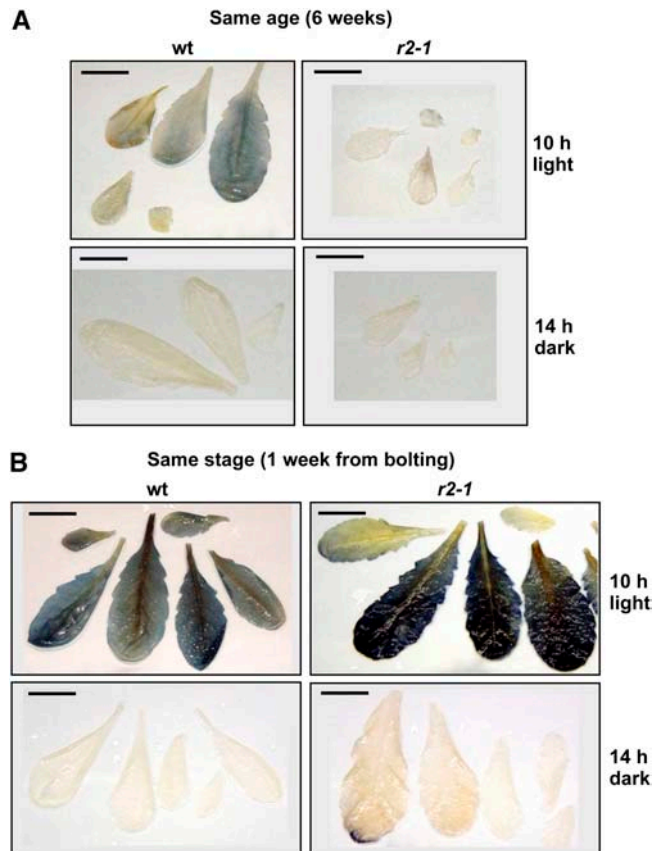 A
Same age (6 weeks)
wt
r2-1
10 h
light
14 h
dark
B
Same stage (1 week from bolting)
wt
r2-1
10 h
light
14 h
dark